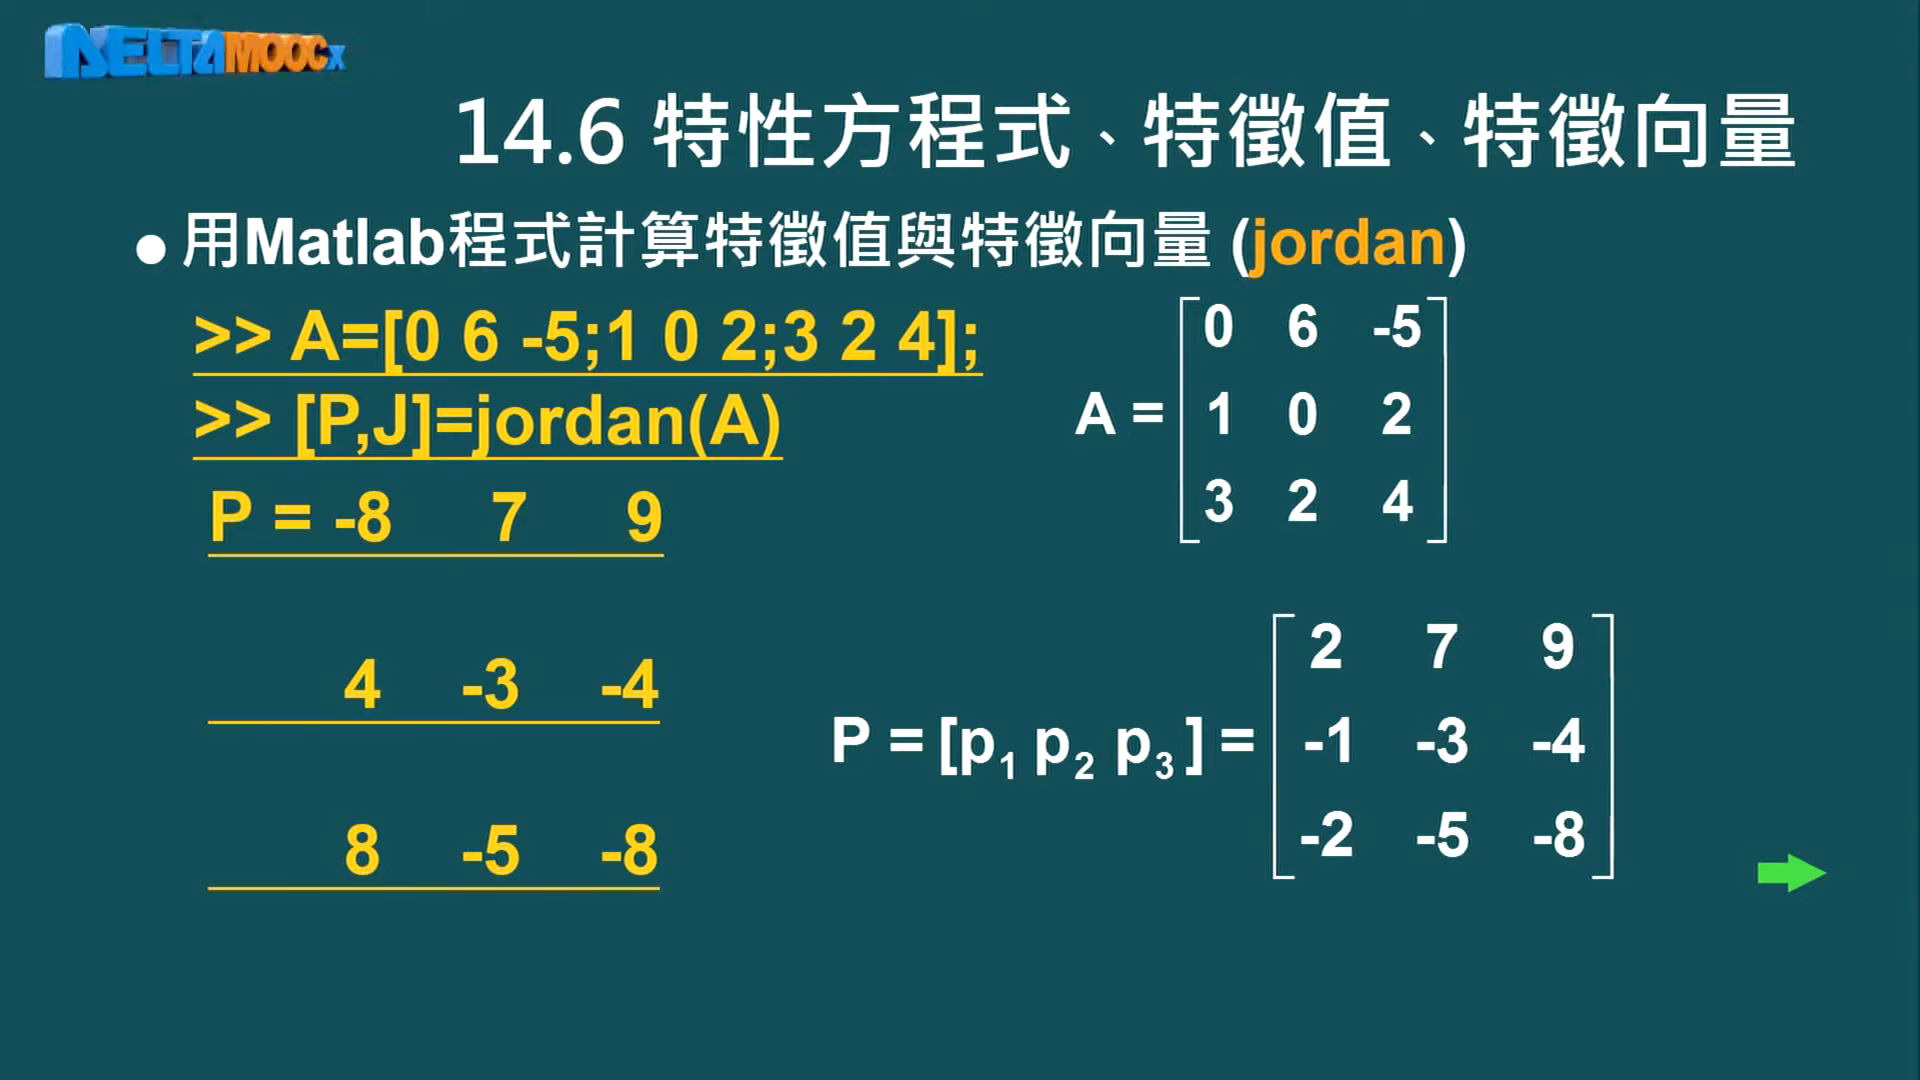 DELTAMOOCx
14.6 特性方程式、特徵值、特徵向量
●用Matlab程式計算特徵值與特徵向量 (jordan)
>> A=[0 6 -5;1 0 2;3 2 4];
>> [P,J]=jordan(A)
P = -8 7 9
4 -3 -4
8 -5 -8
A =
0 6 -5
1 0 2
3 2 4
P = [p₁ p₂ p₃ ] =
2 7 9
-1 -3 -4
-2 -5 -8